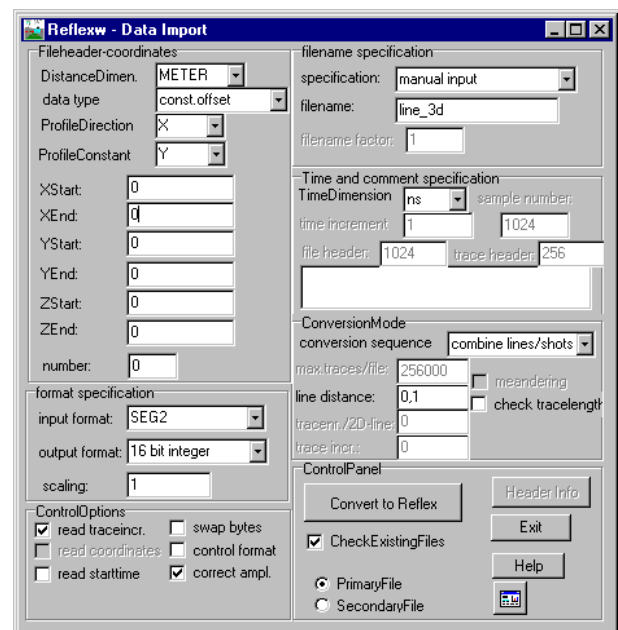 Reflexw - Data Import
Fileheader-coordinates
DistanceDimen. METER
data type const.offset
ProfileDirection X
ProfileConstant Y
XStart: 0
XEnd: 0
YStart: 0
YEnd: 0
ZStart: 0
ZEnd: 0
number: 0
format specification
input format: SEG2
output format: 16 bit integer
scaling: 1
ControlOptions
read traceincr. swap bytes
read coordinates control format
read starttime correct ampl.
filename specification
specification: manual input
filename: line_3d
filename factor: 1
Time and comment specification
TimeDimension ns sample number:
time increment 1 1024
file header: 1024 trace header: 256
ConversionMode
conversion sequence combine lines/shots
max.traces/file: 256000 meandering
line distance: 0,1 check tracelength
tracenr./2D-line: 0
trace incr.: 0
ControlPanel
Convert to Reflex Header Info
CheckExistingFiles Exit
Help
PrimaryFile
SecondaryFile